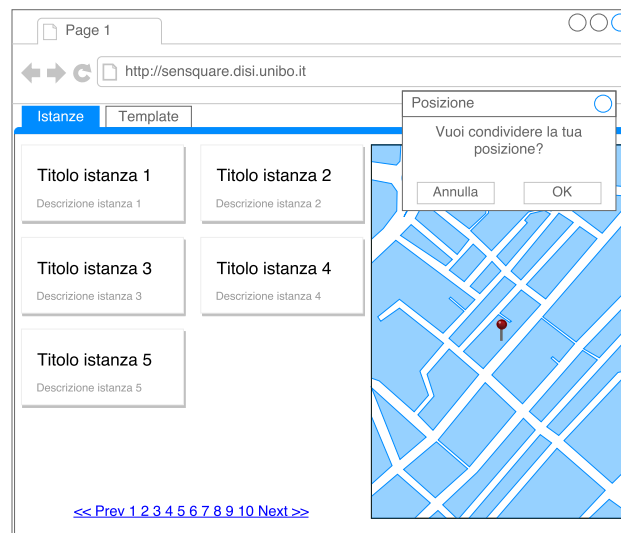 Page 1
http://sensquare.disi.unibo.it
Istanze
Template
Posizione
Vuoi condividere la tua
posizione?
Annulla
OK
Titolo istanza 1
Descrizione istanza 1
Titolo istanza 2
Descrizione istanza 2
Titolo istanza 3
Descrizione istanza 3
Titolo istanza 4
Descrizione istanza 4
Titolo istanza 5
Descrizione istanza 5
<< Prev 1 2 3 4 5 6 7 8 9 10 Next >>